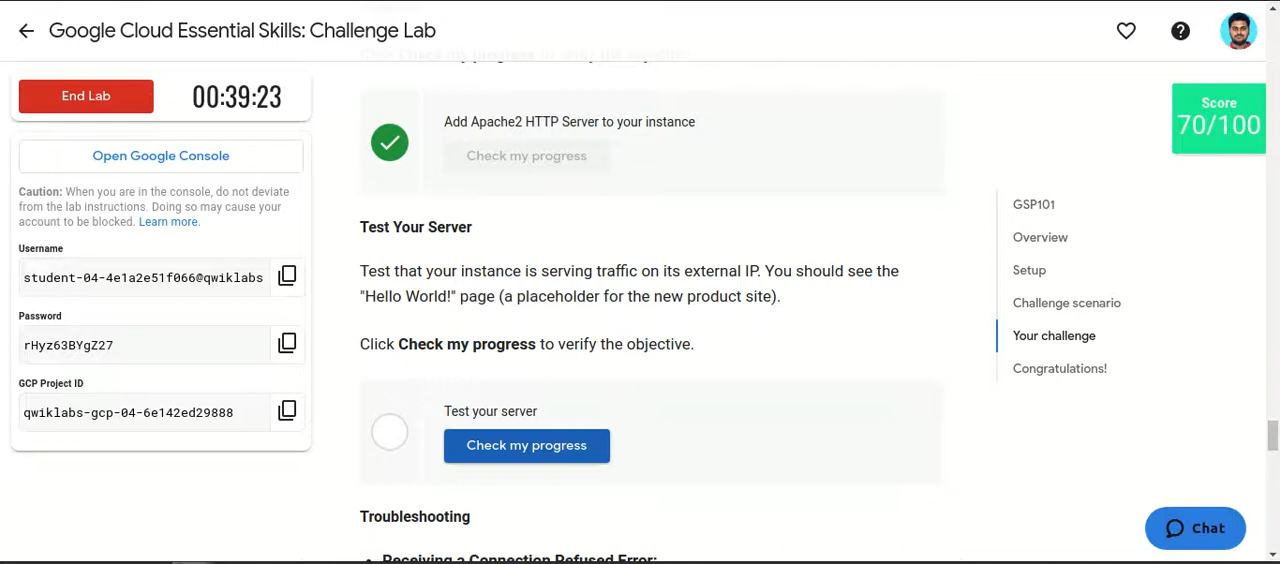 Google Cloud Essential Skills: Challenge Lab
End Lab
00:39:23
Open Google Console
Caution: When you are in the console, do not deviate
from the lab instructions. Doing so may cause your
account to be blocked. Learn more.
Username
student-04-4e1a2e51f066@qwiklabs
Password
rHyz63BYgZ27
GCP Project ID
qwiklabs-gcp-04-6e142ed29888
Add Apache2 HTTP Server to your instance
Check my progress
Test Your Server
Test that your instance is serving traffic on its external IP. You should see the
"Hello World!" page (a placeholder for the new product site).
Click Check my progress to verify the objective.
Test your server
Check my progress
Troubleshooting
Receiving a Connection Refused Error:
Score
70/100
GSP101
Overview
Setup
Challenge scenario
Your challenge
Congratulations!
Chat